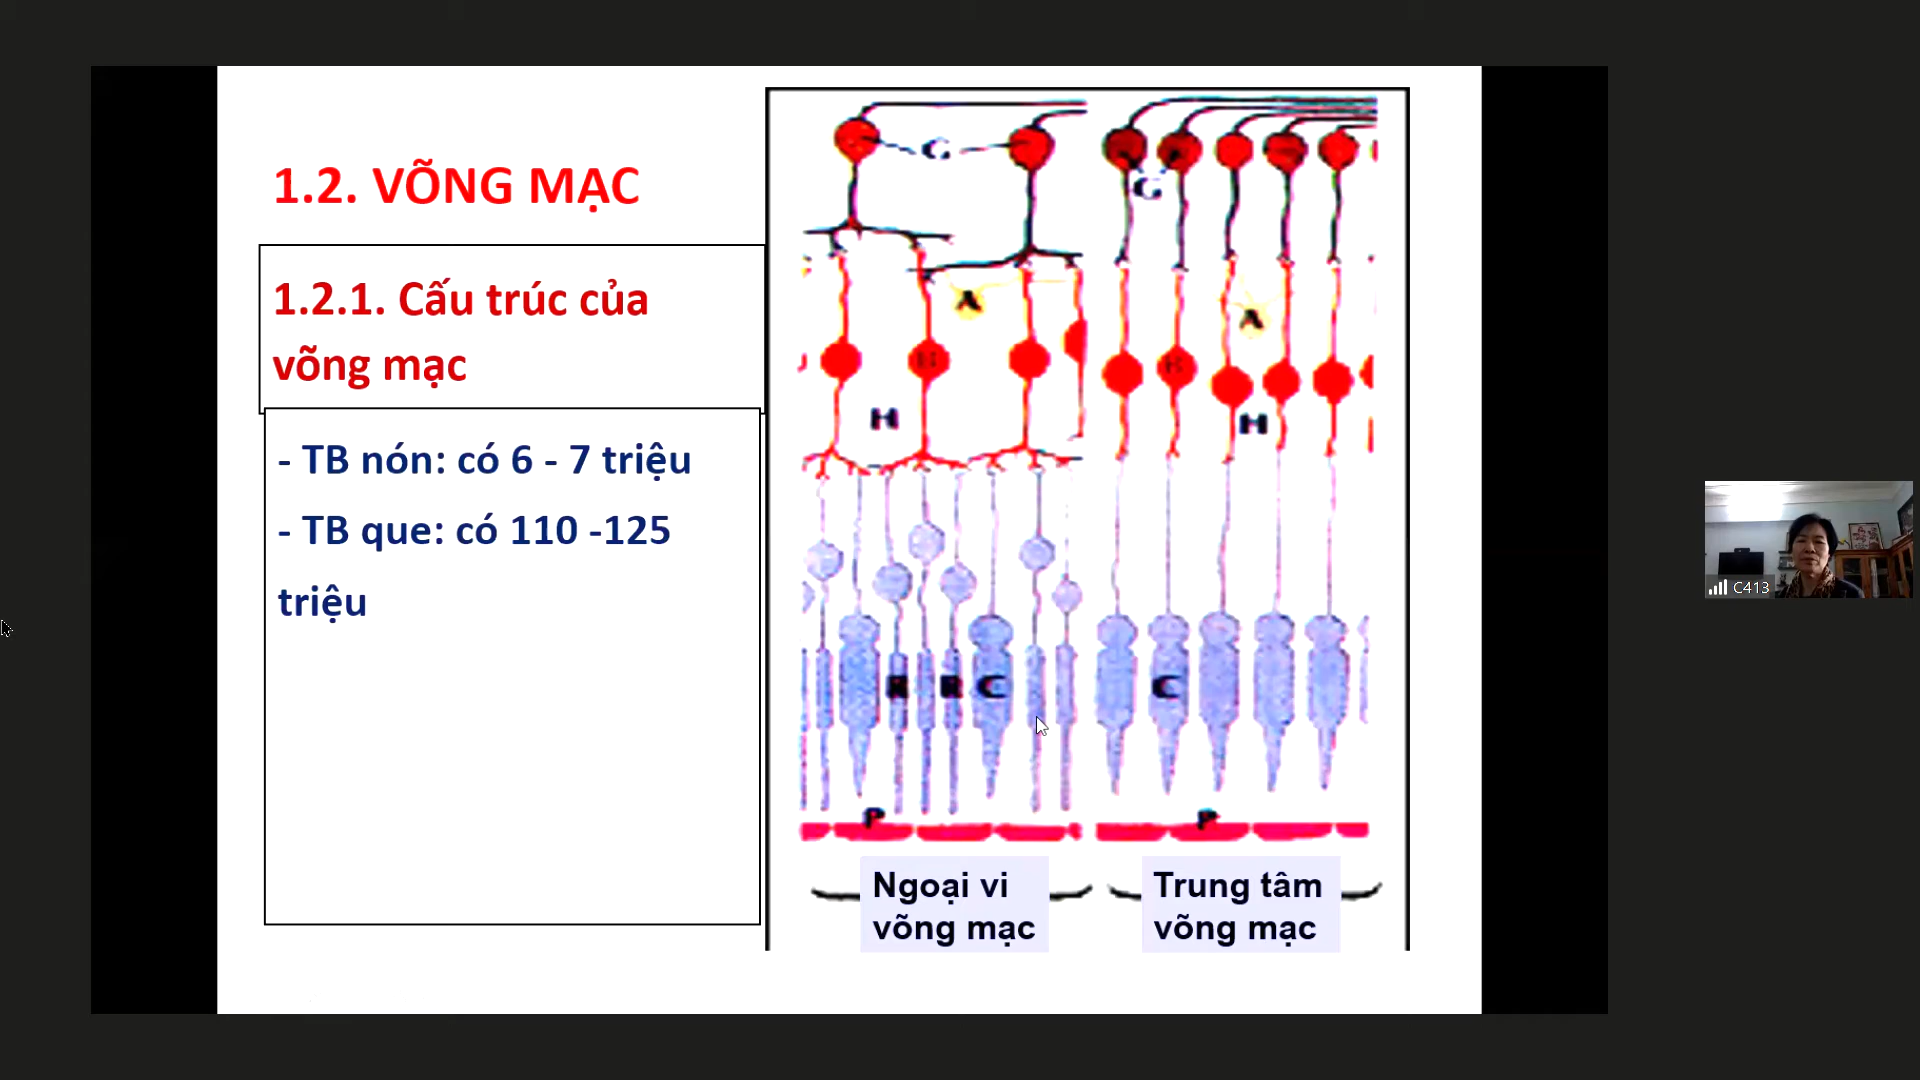 1.2. VÕNG MẠC
1.2.1. Cấu trúc của
võng mạc
- TB nón: có 6 - 7 triệu
- TB que: có 110 -125
triệu
G
G
A
A
B
B
H
H
R
R
C
C
P
P
Ngoại vi
võng mạc
Trung tâm
võng mạc
C413